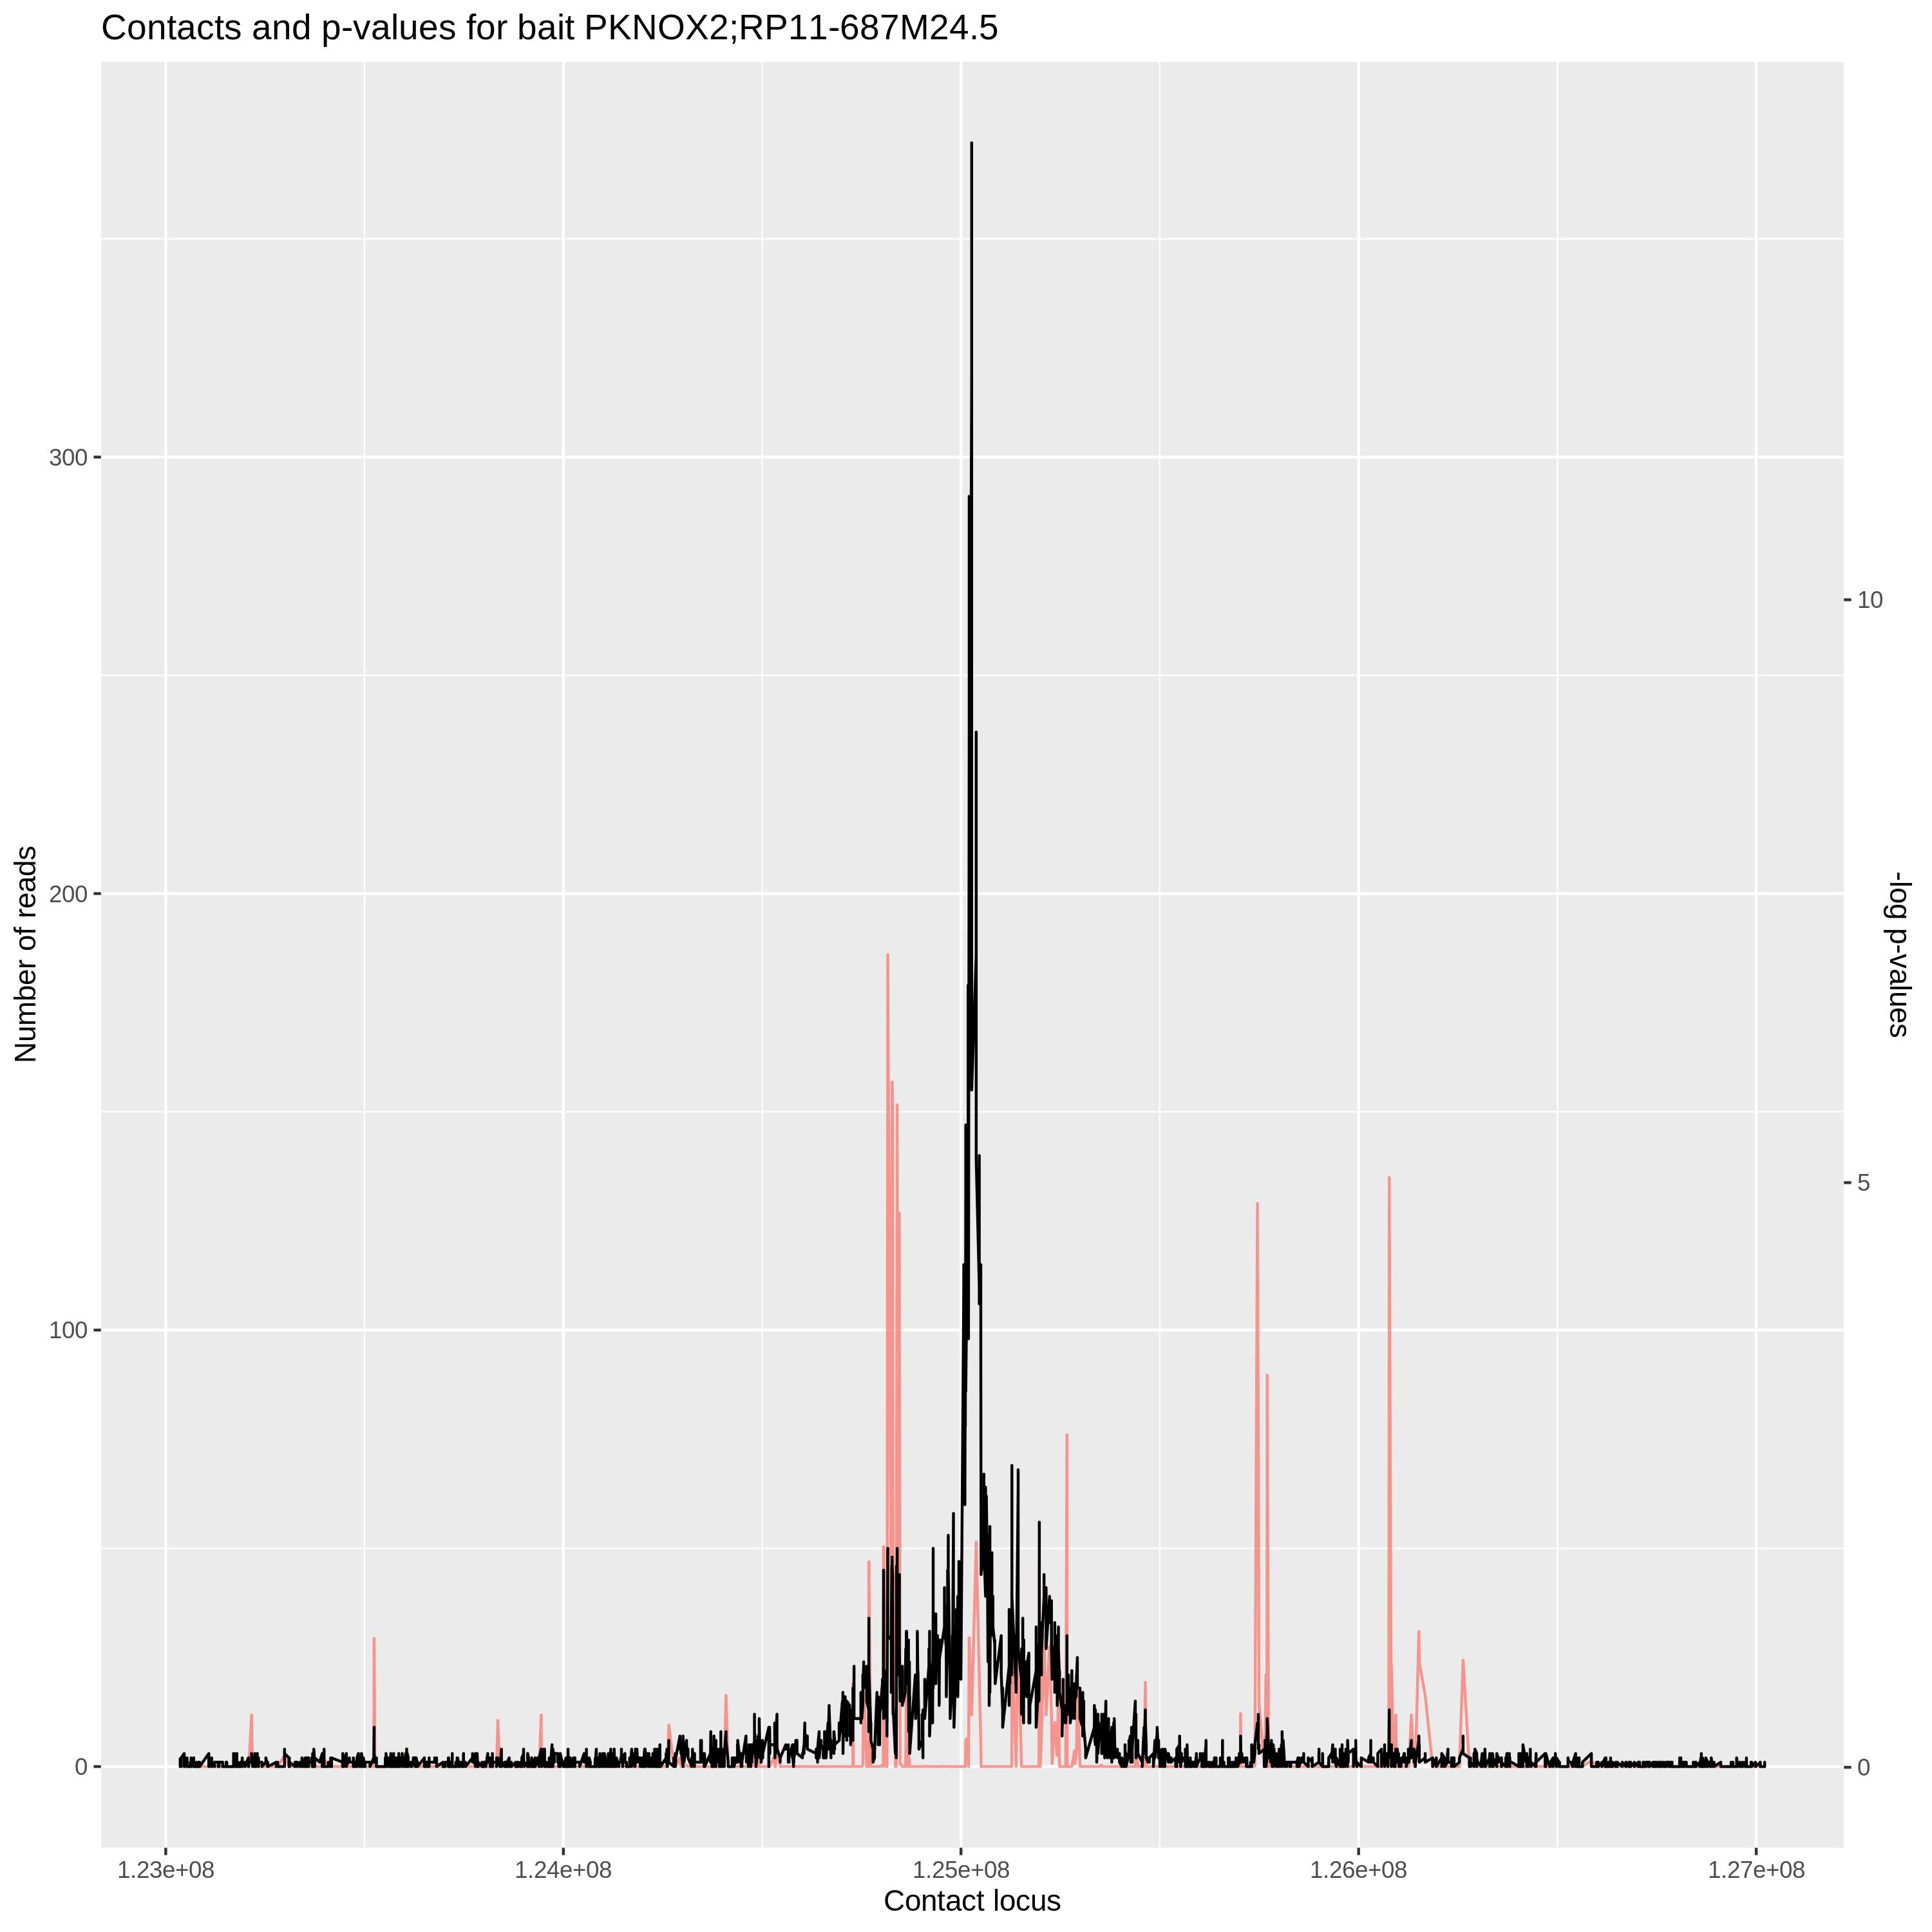 Contacts and p-values for bait PKNOX2;RP11-687M24.5
Number of reads
300
200
100
0
10
5
0
-log p-values
1.23e+08 1.24e+08 1.25e+08 1.26e+08 1.27e+08
Contact locus